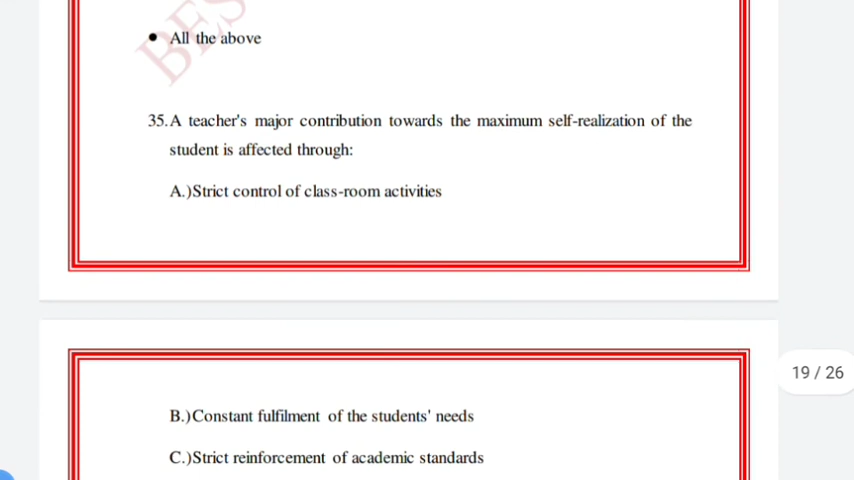 BES
All the above
35.A teacher's major contribution towards the maximum self-realization of the
student is affected through:
A.)Strict control of class-room activities
19 / 26
B.)Constant fulfilment of the students' needs
C.)Strict reinforcement of academic standards